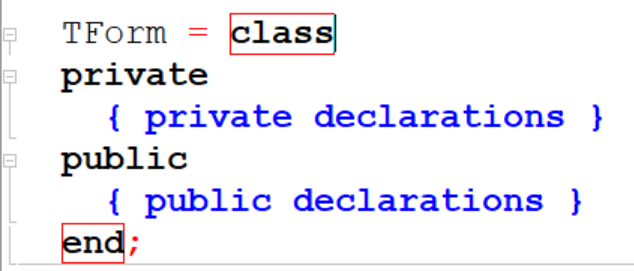 TForm = class
private
{ private declarations }
public
{ public declarations }
end;